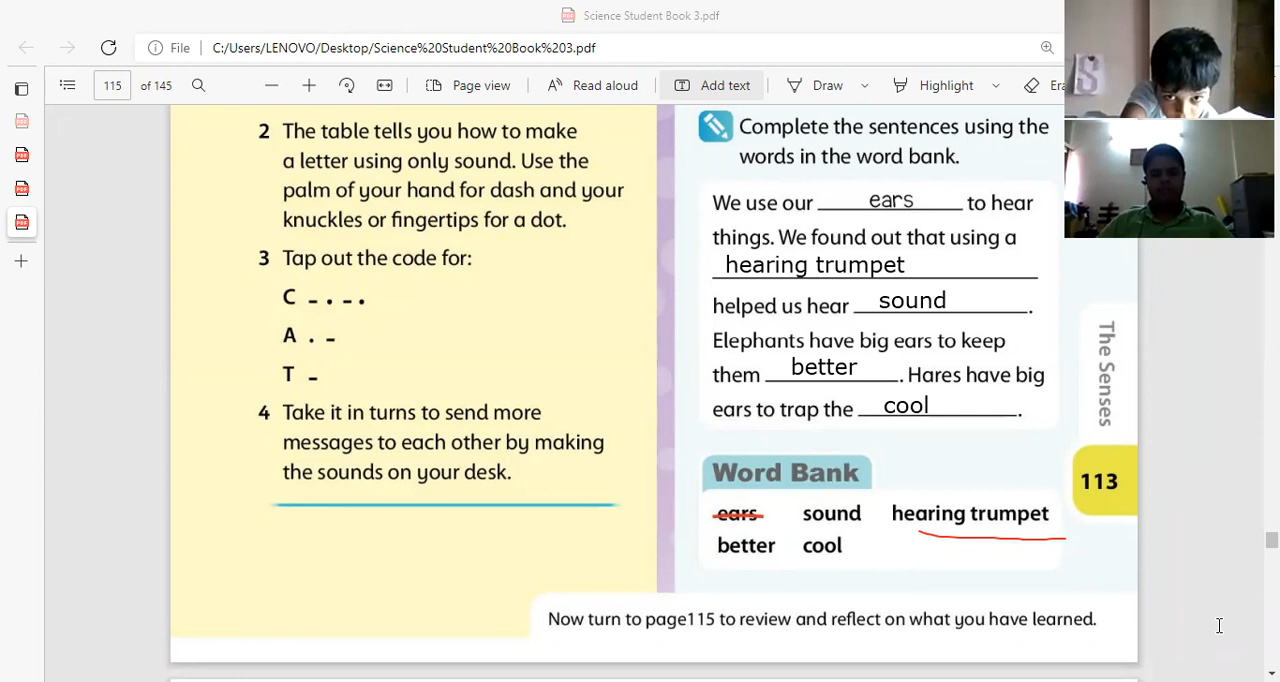 Science Student Book 3.pdf
File | C:/Users/LENOVO/Desktop/Science%20Student%20Book%203.pdf
115 of 145 Page view Read aloud Add text Draw Highlight Era
2 The table tells you how to make
a letter using only sound. Use the
palm of your hand for dash and your
knuckles or fingertips for a dot.
3 Tap out the code for:
C - . - .
A . -
T -
4 Take it in turns to send more
messages to each other by making
the sounds on your desk.
Complete the sentences using the
words in the word bank.
We use our ears to hear
things. We found out that using a
hearing trumpet
helped us hear sound.
Elephants have big ears to keep
them better. Hares have big
ears to trap the cool.
Word Bank
ears sound hearing trumpet
better cool
The Senses
113
Now turn to page115 to review and reflect on what you have learned.
S